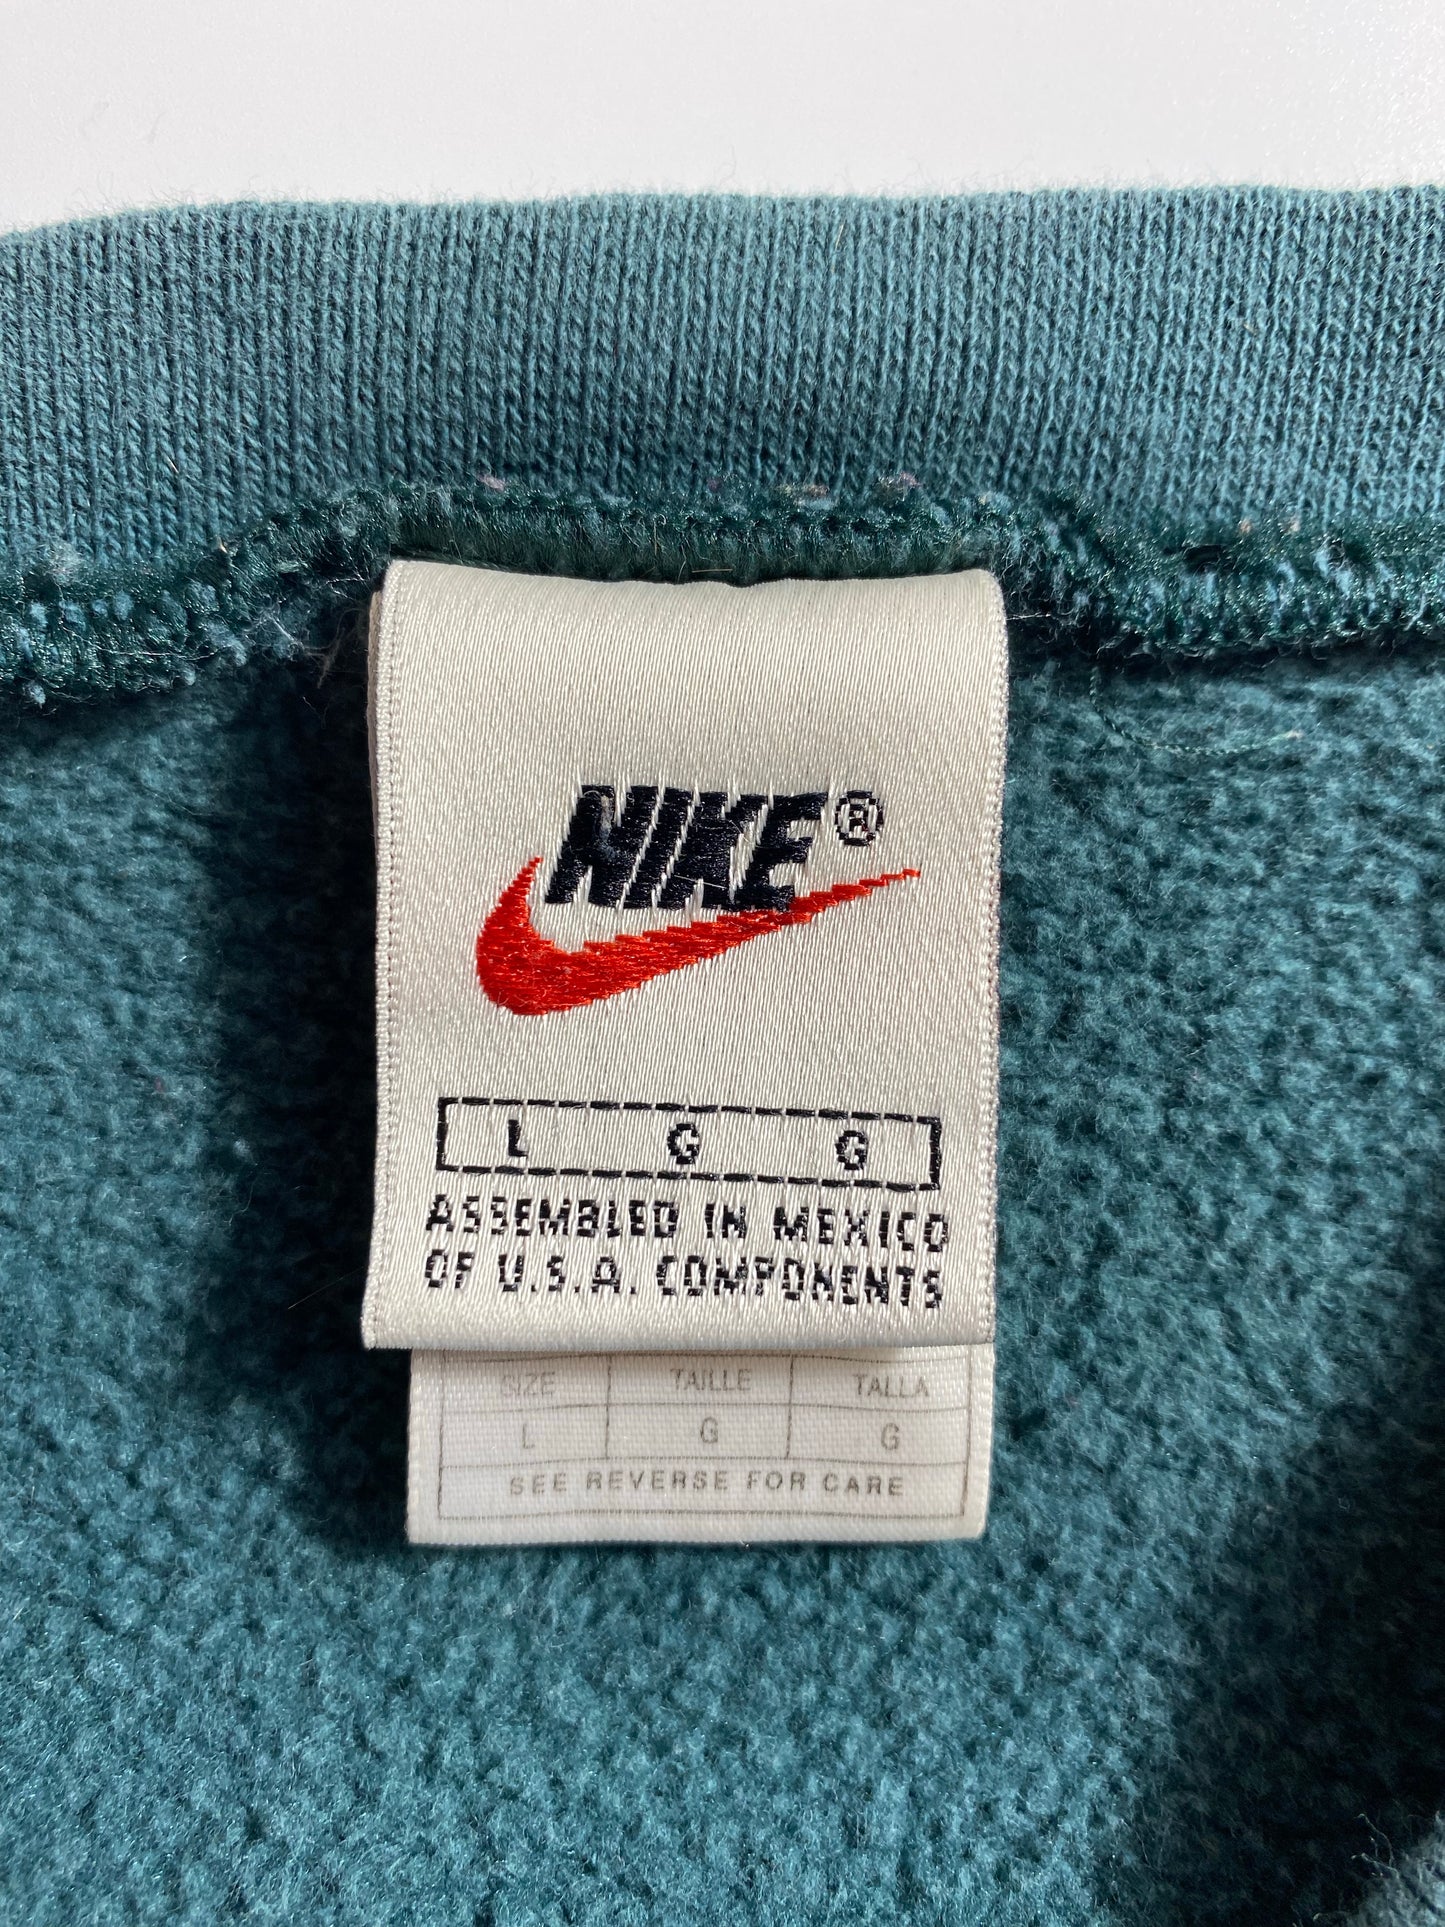 NIKE®
L G G
ASSEMBLED IN MEXICO
OF U.S.A. COMPONENTS
SIZE TAILLE TALLA
L G G
SEE REVERSE FOR CARE